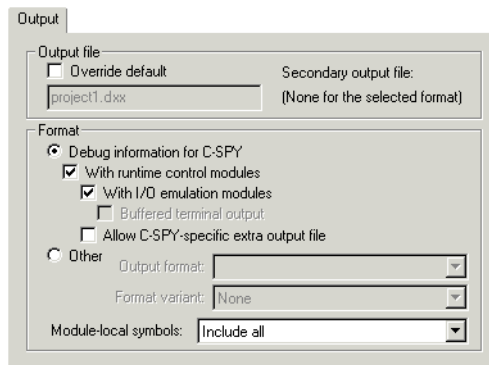 Output
Output file
Override default
Secondary output file:
project1.dxx
(None for the selected format)
Format
Debug information for C-SPY
With runtime control modules
With I/O emulation modules
Buffered terminal output
Allow C-SPY-specific extra output file
Other
Output format:
Format variant: None
Module-local symbols: Include all